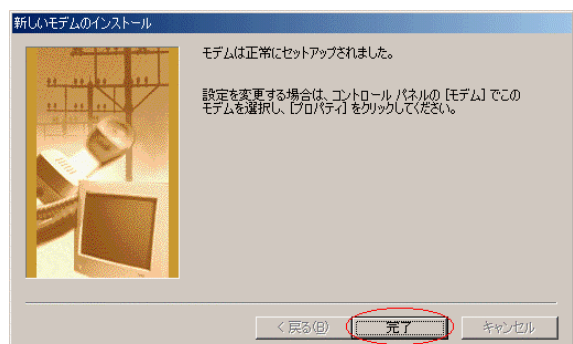 新しいモデムのインストール
モデムは正常にセットアップされました。
設定を変更する場合は、コントロール パネルの [モデム] でこの
モデムを選択し、[プロパティ] をクリックしてください。
< 戻る(B)
完了
キャンセル